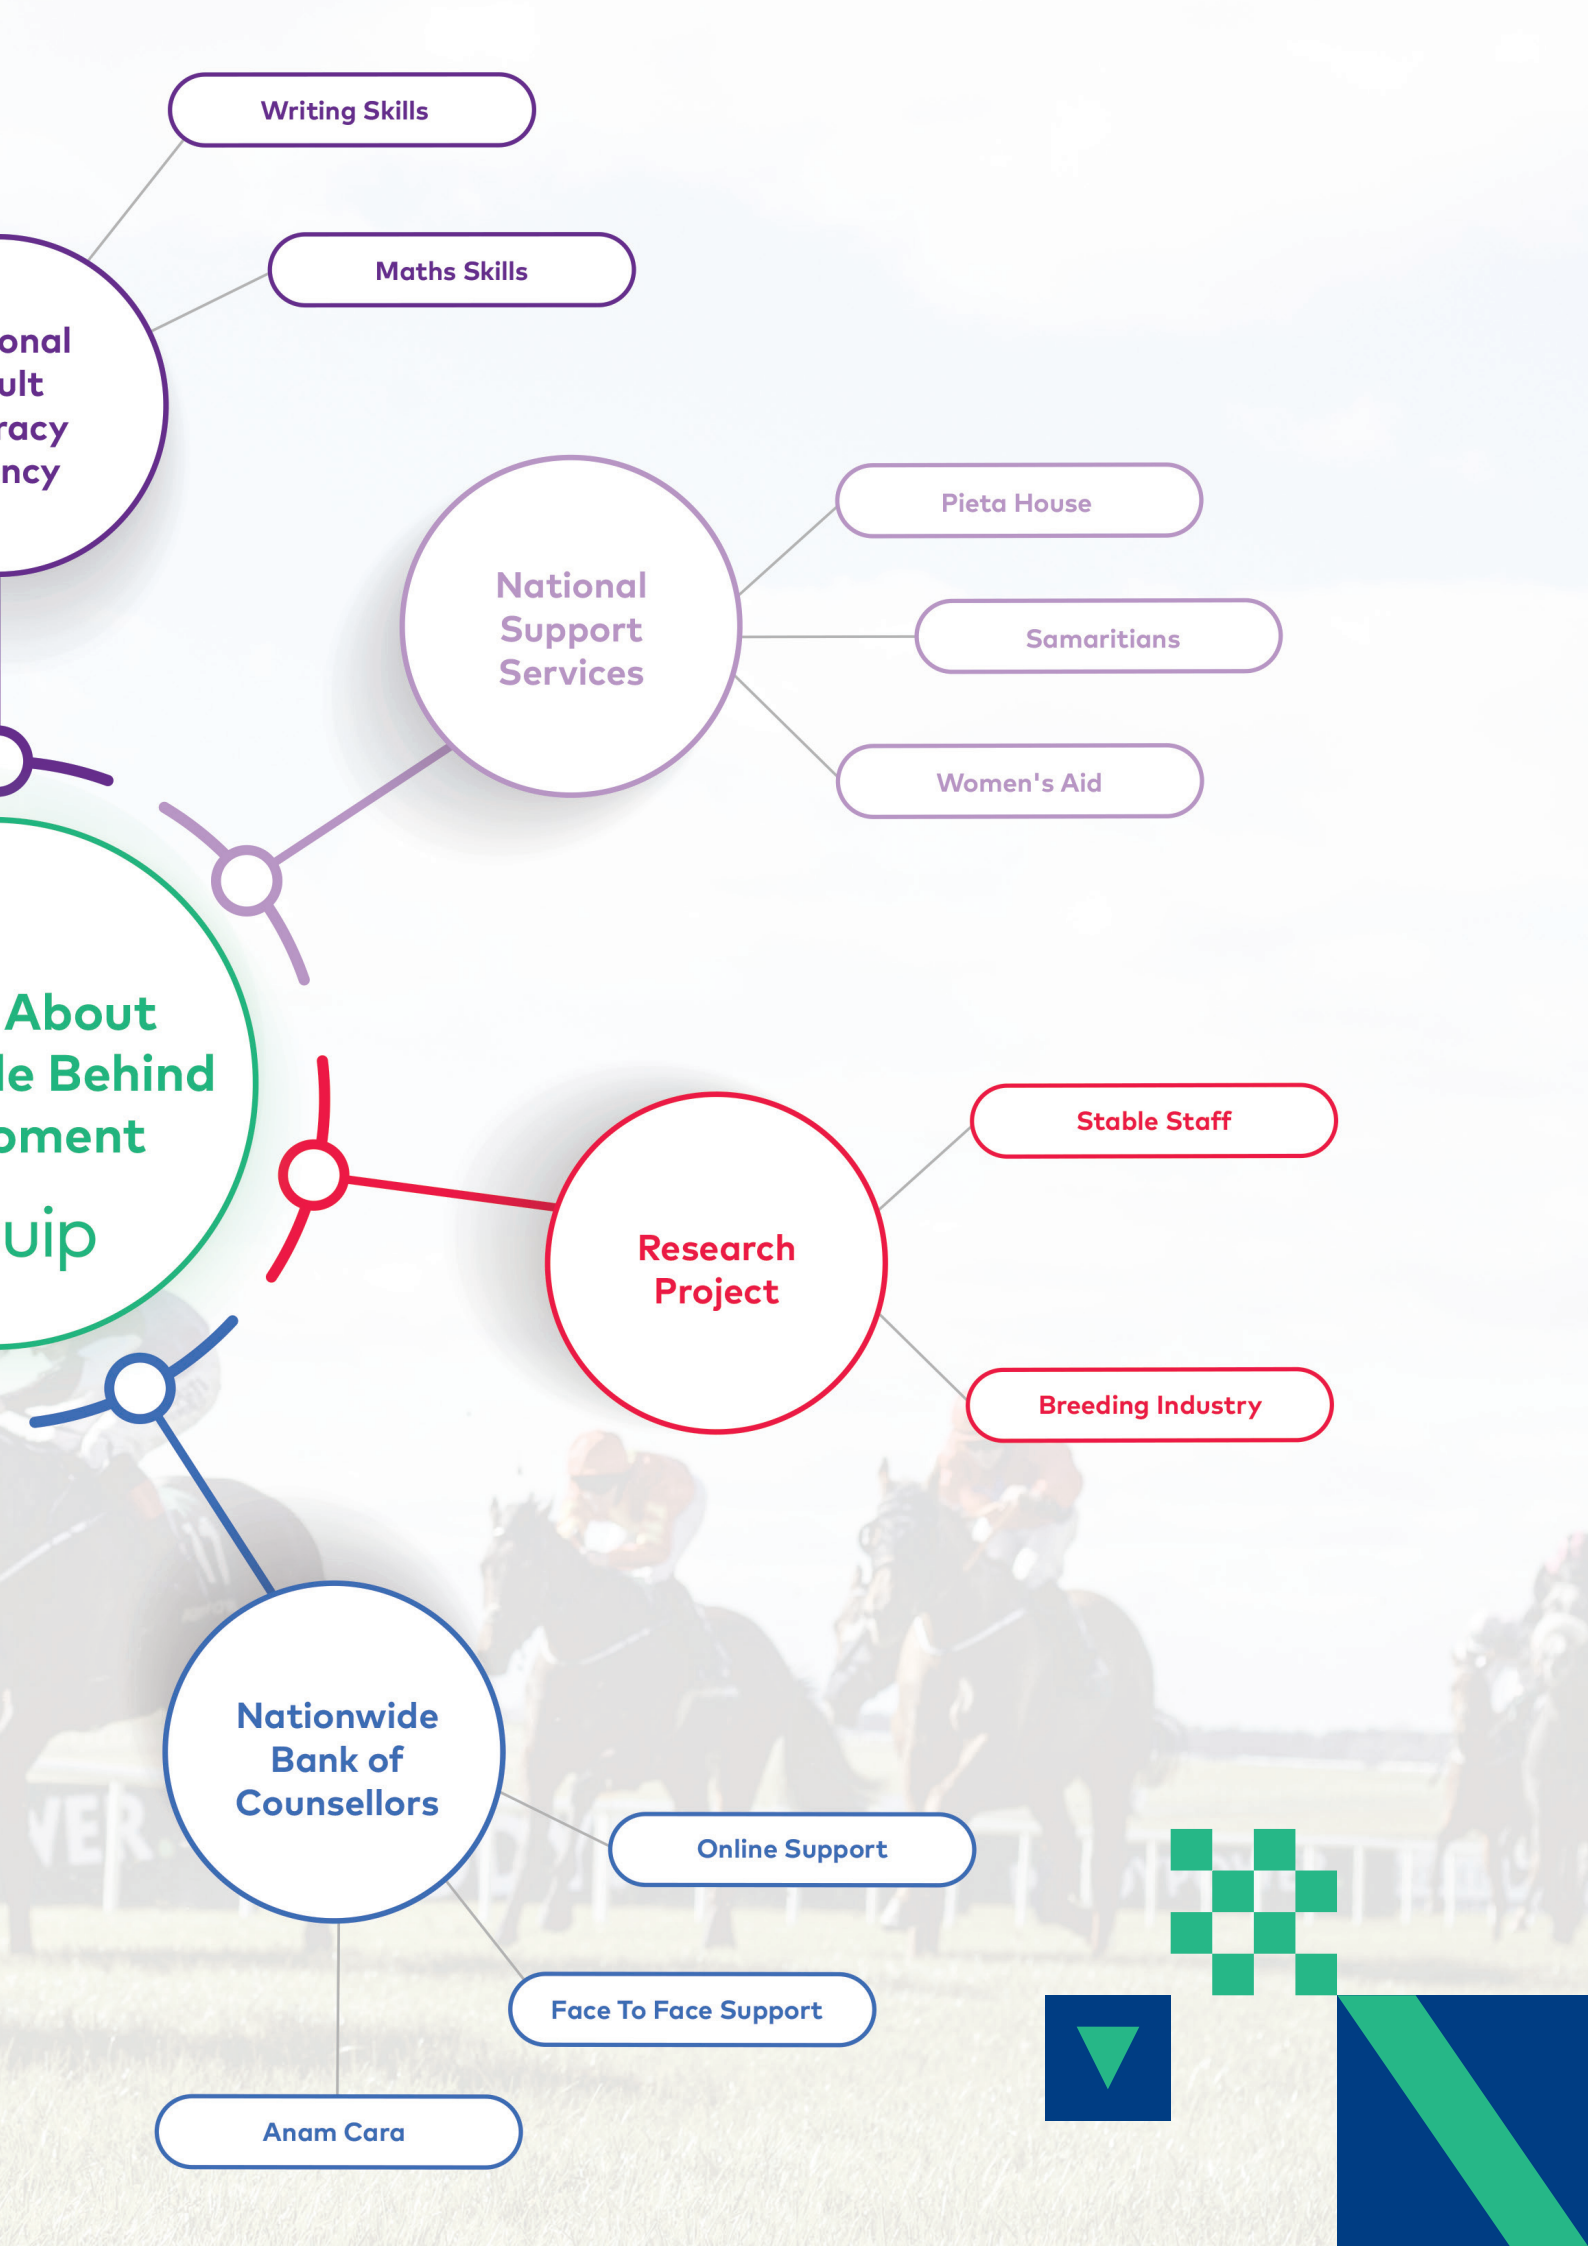 Writing Skills
Maths Skills
onal
ult
racy
ncy
National
Support
Services
Pieta House
Samaritians
Women's Aid
About
le Behind
oment
uip
Research
Project
Stable Staff
Breeding Industry
Nationwide
Bank of
Counsellors
Online Support
Face To Face Support
Anam Cara
VER